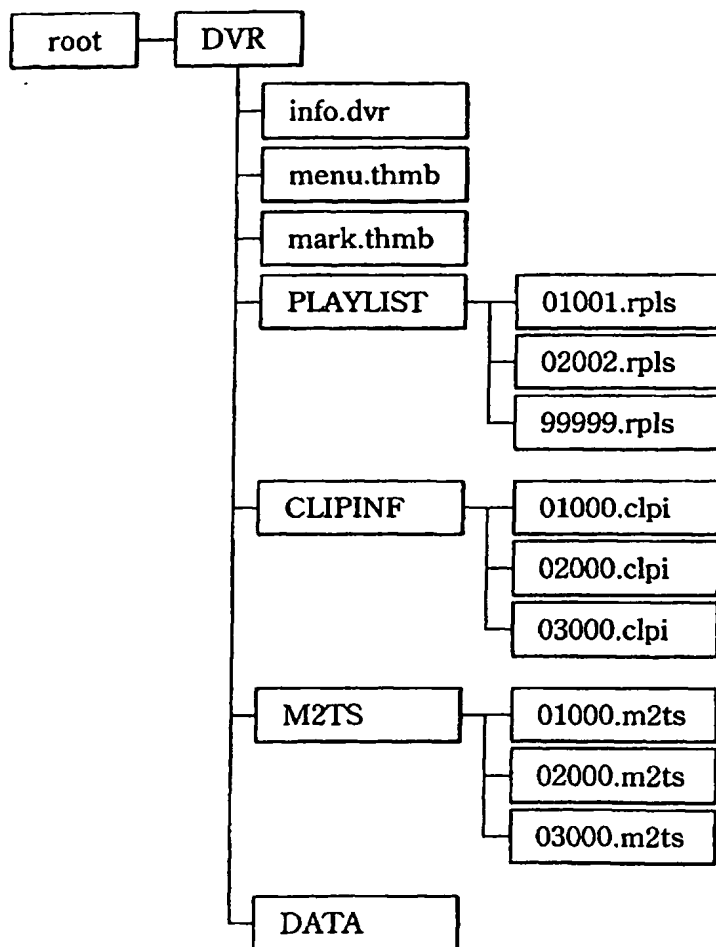 root DVR
info.dvr
menu.thmb
mark.thmb
PLAYLIST 01001.rpls
02002.rpls
99999.rpls
CLIPINF 01000.clpi
02000.clpi
03000.clpi
M2TS 01000.m2ts
02000.m2ts
03000.m2ts
DATA